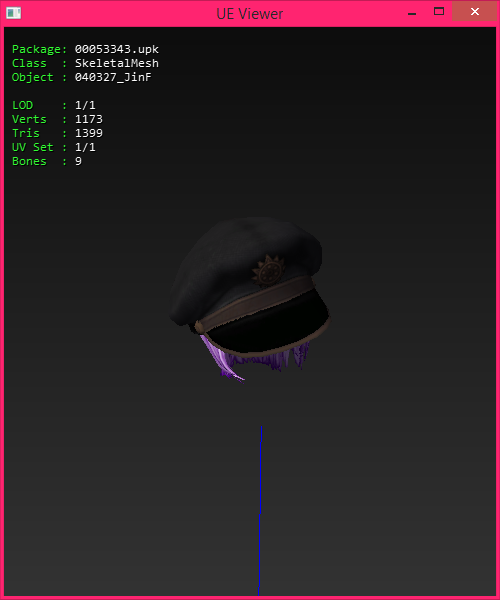 UE Viewer
Package: 00053343.upk
Class : SkeletalMesh
Object : 040327_JinF
LOD : 1/1
Verts : 1173
Tris : 1399
UV Set : 1/1
Bones : 9